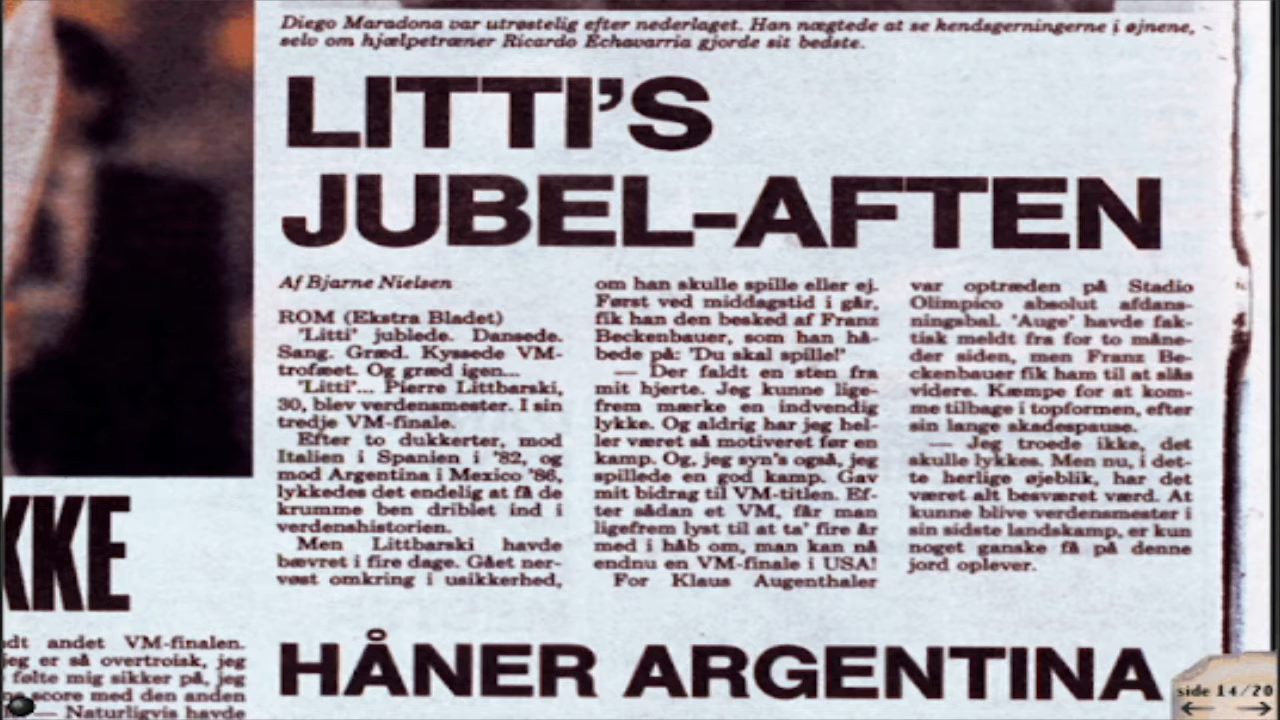 Diego Maradona var utrøstelig efter nederlaget. Han nægtede at se kendsgerningerne i øjnene,
selv om hjælpetræner Ricardo Echavarria gjorde sit bedste.
LITTI'S
JUBEL-AFTEN
Af Bjarne Nielsen
ROM (Ekstra Bladet)
'Litti' jublede. Dansede.
Sang. Græd. Kyssede VM-
trofæet. Og græd igen...
'Litti'... Pierre Littbarski,
30, blev verdensmester. I sin
tredje VM-finale.
Efter to dukkerter, mod
Italien i Spanien i '82, og
mod Argentina i Mexico '86,
lykkedes det endelig at få de
krumme ben driblet ind i
verdenshistorien.
Men Littbarski havde
bævret i fire dage. Gået ner-
vøst omkring i usikkerhed,
om han skulle spille eller ej.
Først ved middagstid i går,
fik han den besked af Franz
Beckenbauer, som han hå-
bede på: 'Du skal spille!'
— Der faldt en sten fra
mit hjerte. Jeg kunne lige-
frem mærke en indvendig
lykke. Og aldrig har jeg hel-
ler været så motiveret før en
kamp. Og, jeg syn's også, jeg
spillede en god kamp. Gav
mit bidrag til VM-titlen. Ef-
ter sådan et VM, får man
ligefrem lyst til at ta' fire år
med i håb om, man kan nå
endnu en VM-finale i USA!
For Klaus Augenthaler
var optræden på Stadio
Olimpico absolut afdans-
ningsbal. 'Auge' havde fak-
tisk meldt fra for to måne-
der siden, men Franz Be-
ckenbauer fik ham til at slås
videre. Kæmpe for at kom-
me tilbage i topformen, efter
sin lange skadespause.
— Jeg troede ikke, det
skulle lykkes. Men nu, i det-
te herlige øjeblik, har det
været alt besværet værd. At
kunne blive verdensmester i
sin sidste landskamp, er kun
noget ganske få på denne
jord oplever.
KKE
dt andet VM-finalen.
jeg er så overtroisk, jeg
følte mig sikker på, jeg
score med den anden
— Naturligvis havde
HÅNER ARGENTINA
side 14/20